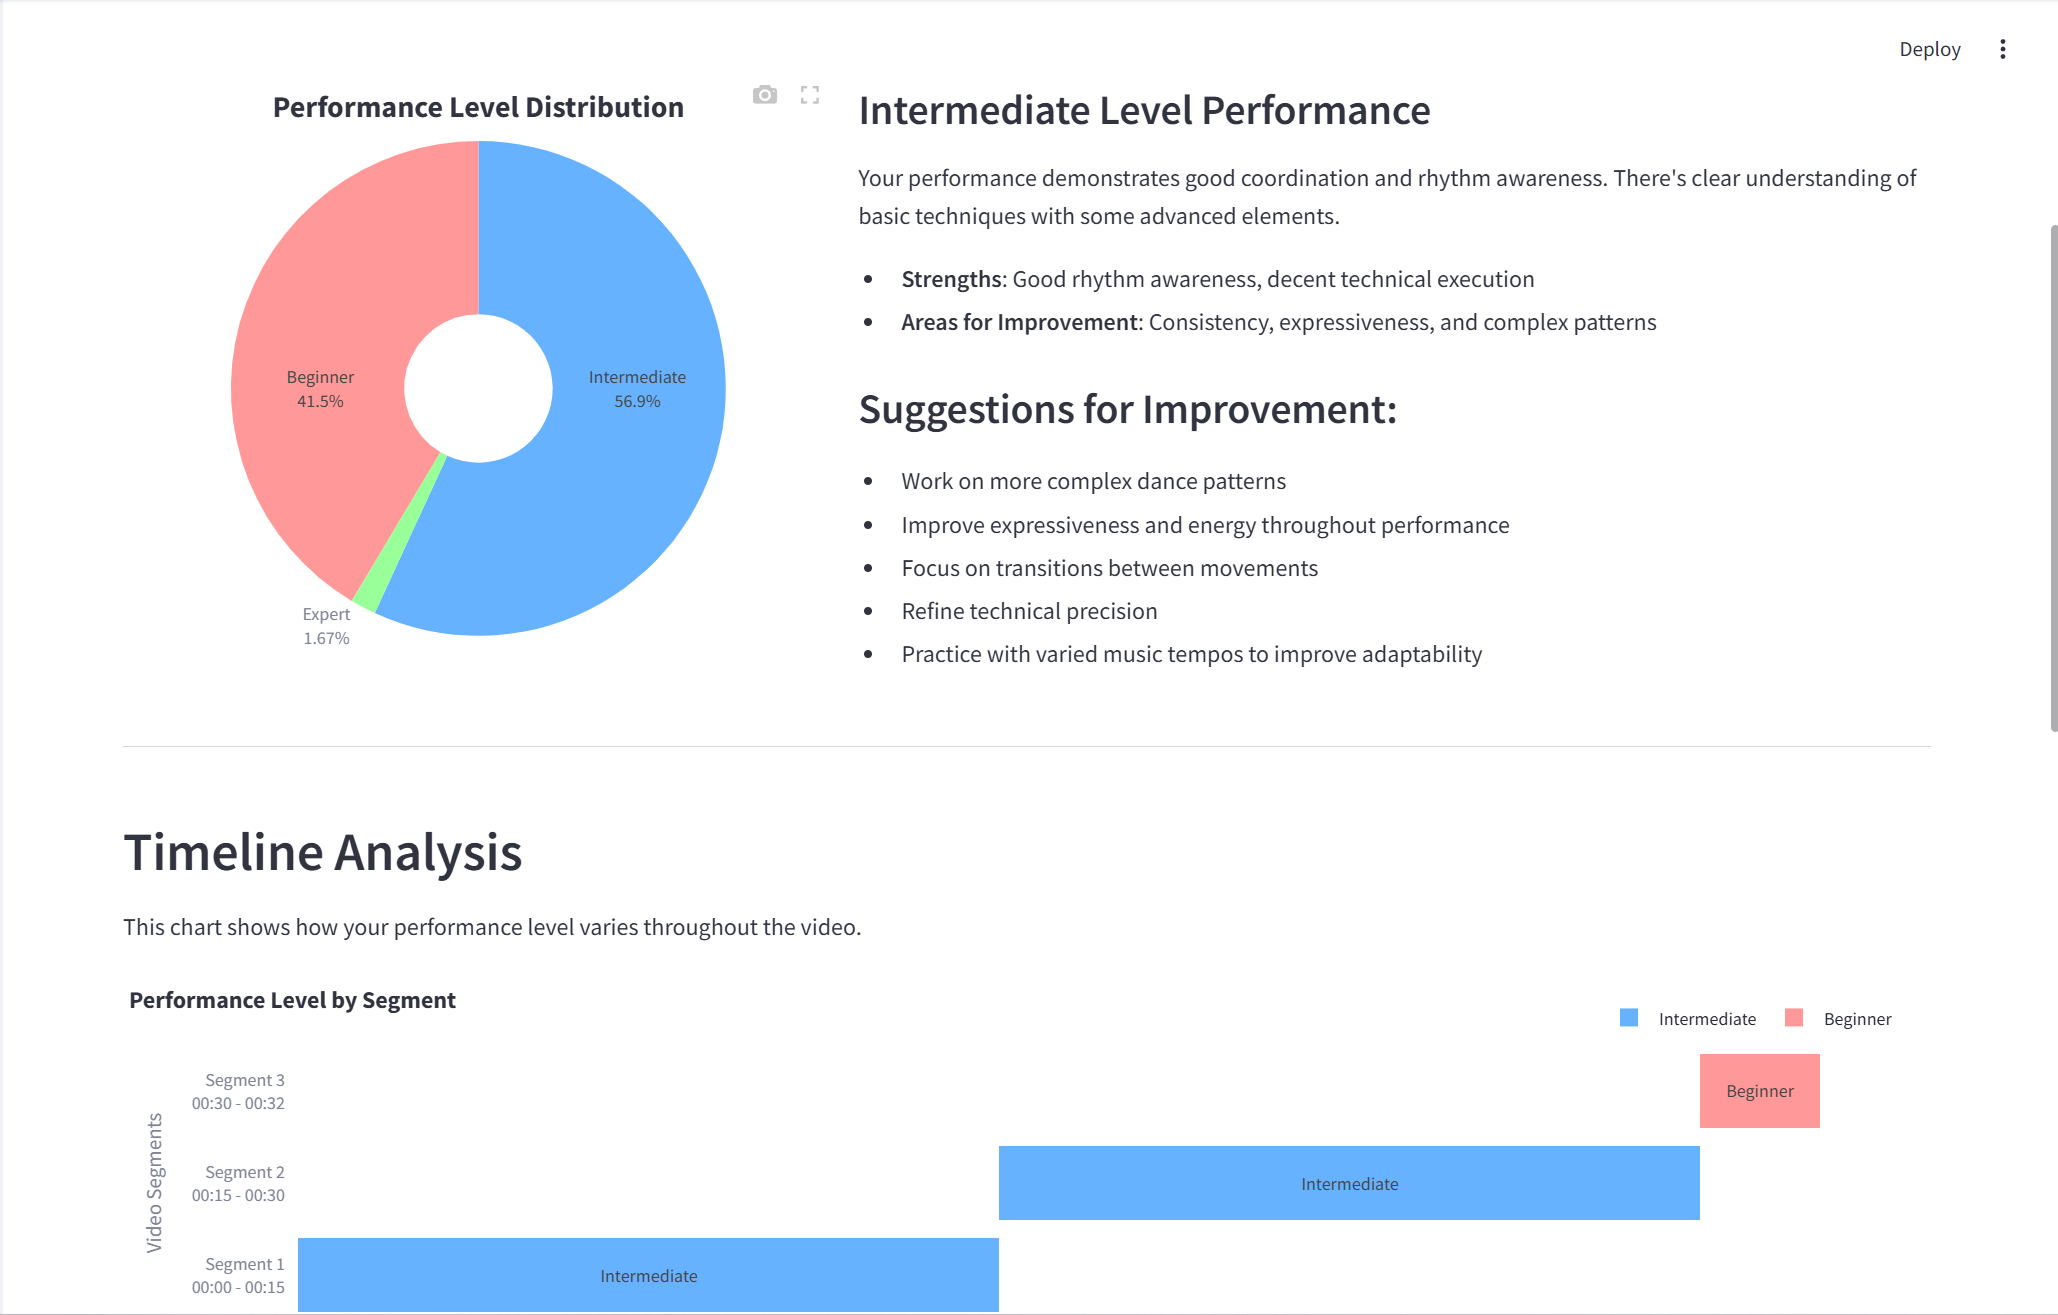 Deploy
Performance Level Distribution
Beginner
41.5%
Intermediate
56.9%
Expert
1.67%
Intermediate Level Performance
Your performance demonstrates good coordination and rhythm awareness. There's clear understanding of
basic techniques with some advanced elements.
Strengths: Good rhythm awareness, decent technical execution
Areas for Improvement: Consistency, expressiveness, and complex patterns
Suggestions for Improvement:
Work on more complex dance patterns
Improve expressiveness and energy throughout performance
Focus on transitions between movements
Refine technical precision
Practice with varied music tempos to improve adaptability
Timeline Analysis
This chart shows how your performance level varies throughout the video.
Performance Level by Segment
Intermediate
Beginner
Video Segments
Segment 3
00:30 - 00:32
Beginner
Segment 2
00:15 - 00:30
Intermediate
Segment 1
00:00 - 00:15
Intermediate